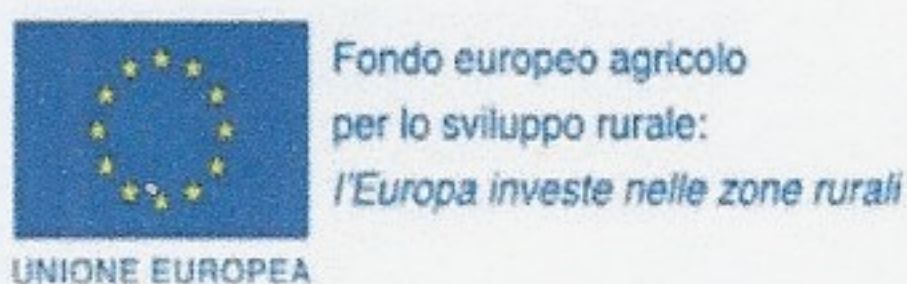 Fondo europeo agricolo
per lo sviluppo rurale:
l'Europa investe nelle zone rurali
UNIONE EUROPEA